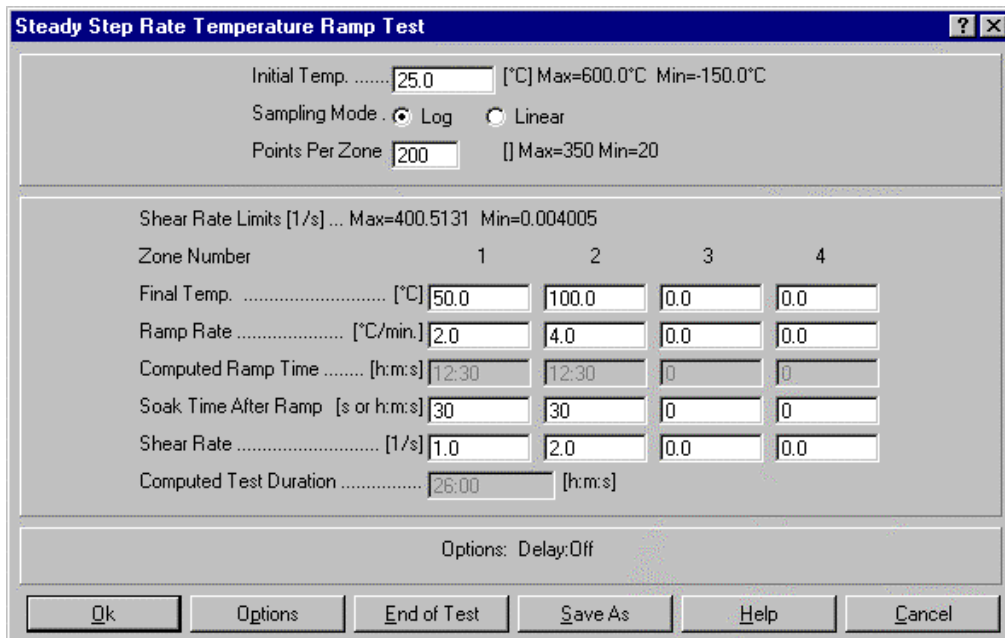 Steady Step Rate Temperature Ramp Test
Initial Temp. ....... 25.0 [°C] Max=600.0°C Min=-150.0°C
Sampling Mode . Log Linear
Points Per Zone 200 [] Max=350 Min=20
Shear Rate Limits [1/s] ... Max=400.5131 Min=0.004005
Zone Number 1 2 3 4
Final Temp. ............................ [°C] 50.0 100.0 0.0 0.0
Ramp Rate ..................... [°C/min.] 2.0 4.0 0.0 0.0
Computed Ramp Time ........ [h:m:s] 12:30 12:30 0 0
Soak Time After Ramp [s or h:m:s] 30 30 0 0
Shear Rate ............................ [1/s] 1.0 2.0 0.0 0.0
Computed Test Duration ................ 26:00 [h:m:s]
Options: Delay:Off
Ok Options End of Test Save As Help Cancel